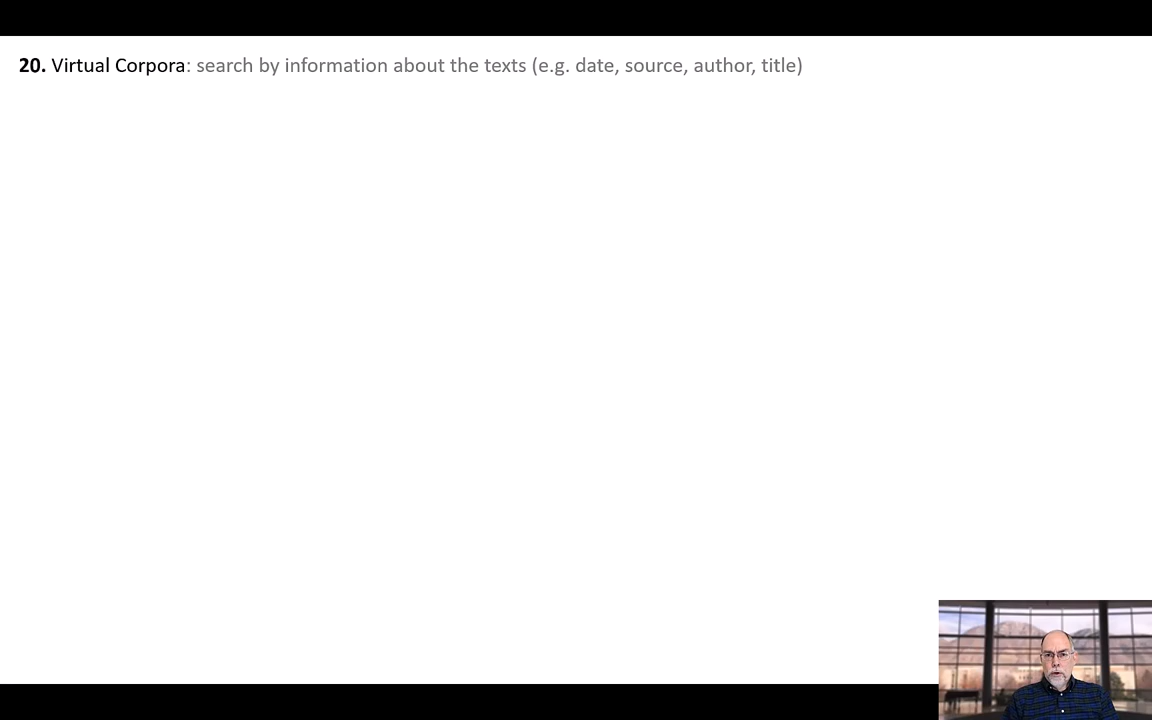 20. Virtual Corpora: search by information about the texts (e.g. date, source, author, title)